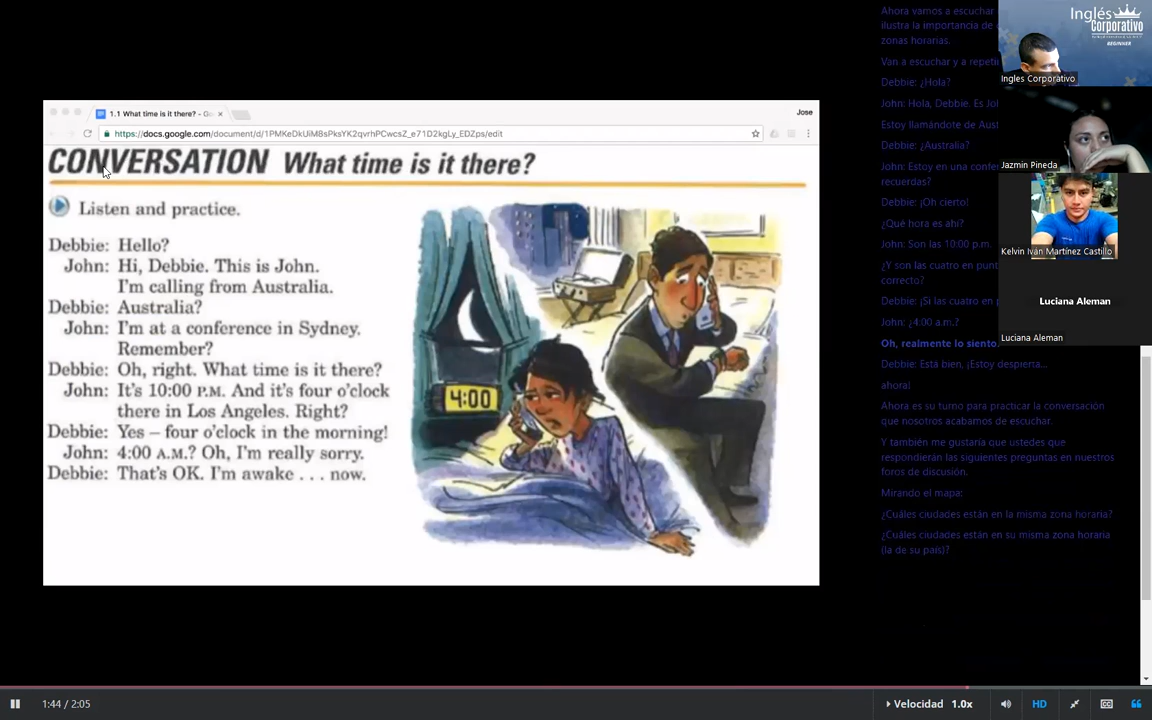 1.1 What time is it there? - Go
Jose
https://docs.google.com/document/d/1PMKeDkUiM8sPksYK2qvrhPCwcsZ_e71D2kgLy_EDZps/edit
CONVERSATION What time is it there?
Listen and practice.
Debbie: Hello?
John: Hi, Debbie. This is John.
I'm calling from Australia.
Debbie: Australia?
John: I'm at a conference in Sydney.
Remember?
Debbie: Oh, right. What time is it there?
John: It's 10:00 P.M. And it's four o'clock
there in Los Angeles. Right?
Debbie: Yes – four o'clock in the morning!
John: 4:00 A.M.? Oh, I'm really sorry.
Debbie: That's OK. I'm awake . . . now.
4:00
Ahora vamos a escuchar
ilustra la importancia de
zonas horarias.
Van a escuchar y a repetir
Debbie: ¿Hola?
John: Hola, Debbie. Es
Estoy llamándote de
Debbie: ¿Australia?
John: Estoy en una
recuerdas?
Debbie: ¡Oh cierto!
¿Qué hora es ahí?
John: Son las 10:00 p.m.
¿Y son las cuatro en
correcto?
Debbie: ¡Si las cuatro en
John: ¿4:00 a.m.?
Oh, realmente lo siento.
Debbie: Está bien, ¡Estoy despierta...
ahora!
Ahora es su turno para practicar la conversación
que nosotros acabamos de escuchar.
Y también me gustaría que ustedes que
respondieran las siguientes preguntas en nuestros
foros de discusión.
Mirando el mapa:
¿Cuáles ciudades están en la misma zona horaria?
¿Cuáles ciudades están en su misma zona horaria
(la de su país)?
Inglés
Corporativo
BEGINNER
Ingles Corporativo
Jazmin Pineda
Kelvin Ivan Martínez Castillo
Luciana Aleman
Luciana Aleman
1:44 / 2:05
Velocidad 1.0x
HD
CC